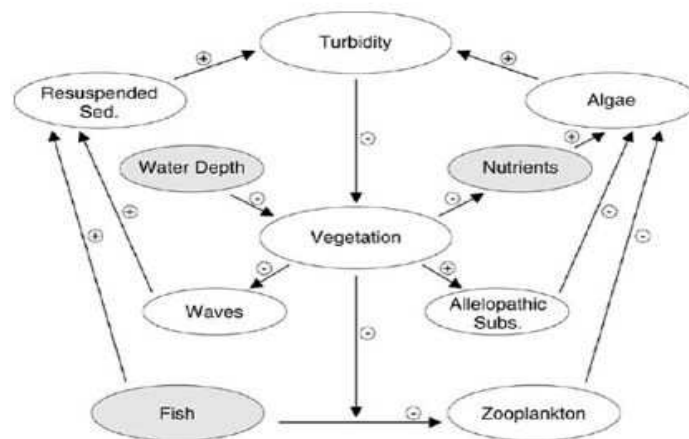 Turbidity
+
+
Resuspended
Sed.
Algae
-
+
Water Depth
Nutrients
-
-
+
-
+
Vegetation
-
-
+
Waves
Allelopathic
Subs.
-
Fish
-
Zooplankton